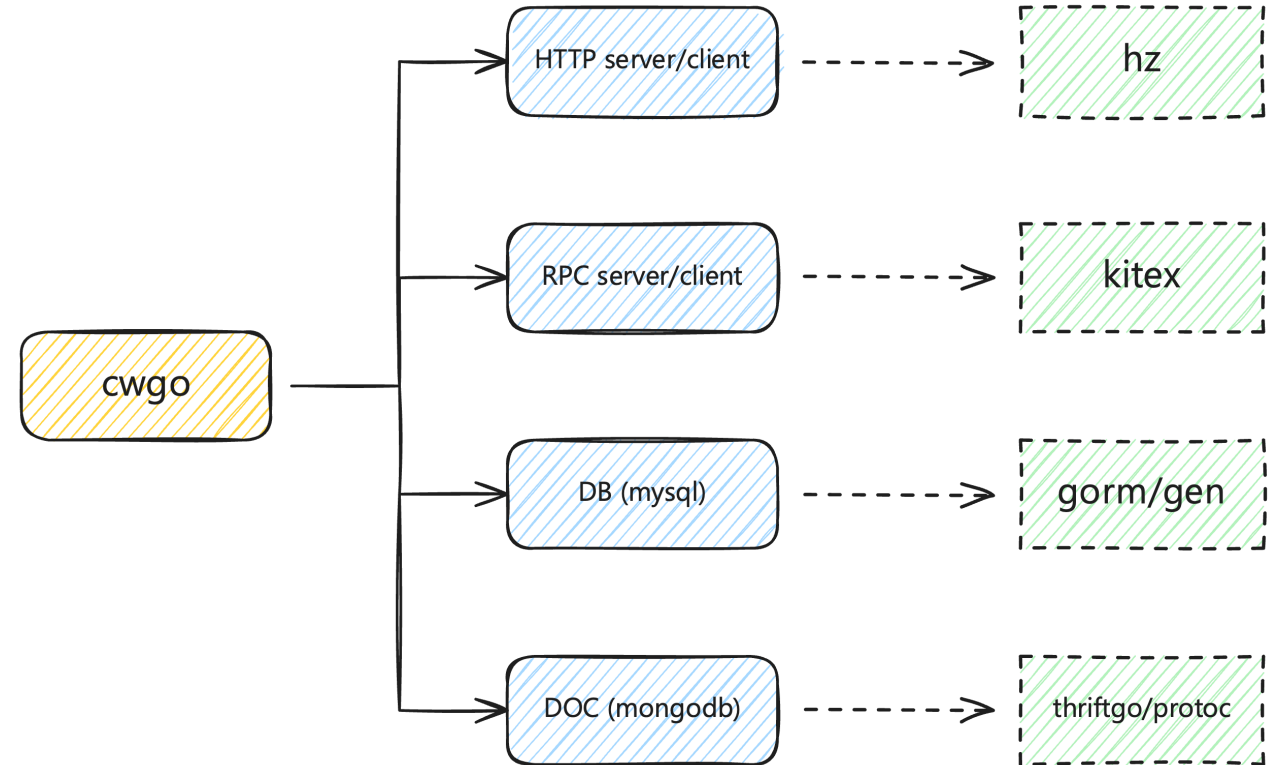 HTTP server/client
hz
RPC server/client
kitex
cwgo
DB (mysql)
gorm/gen
DOC (mongodb)
thriftgo/protoc